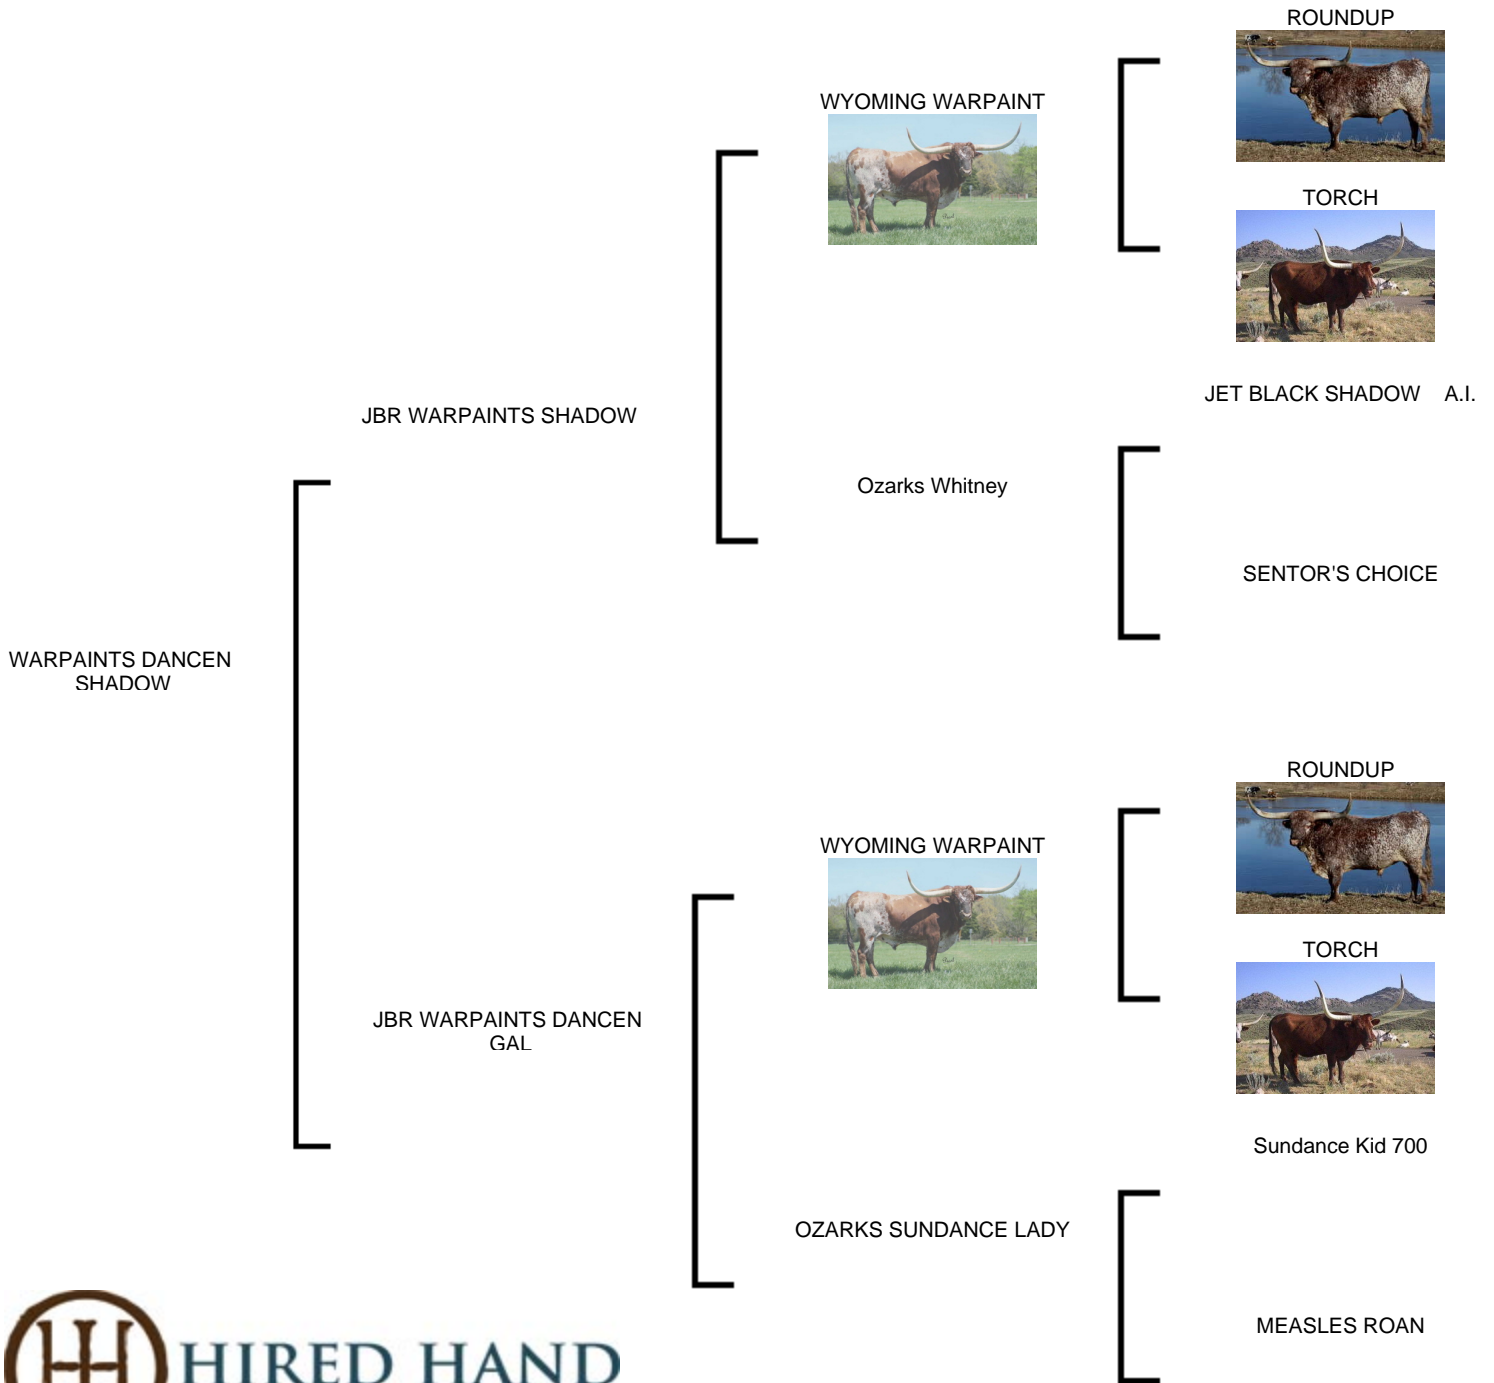 ROUNDUP
WYOMING WARPAINT
TORCH
JET BLACK SHADOW A.I.
JBR WARPAINTS SHADOW
Ozarks Whitney
SENTOR'S CHOICE
WARPAINTS DANCEN
SHADOW
ROUNDUP
WYOMING WARPAINT
TORCH
JBR WARPAINTS DANCEN
GAL
Sundance Kid 700
OZARKS SUNDANCE LADY
MEASLES ROAN
HIRED HAND